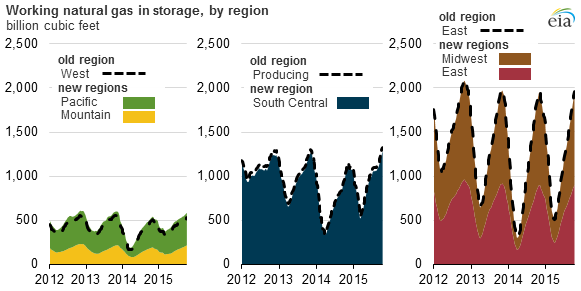 Working natural gas in storage, by region
billion cubic feet
eia
old region
West
new regions
Pacific
Mountain
2,500
2,000
1,500
1,000
500
0
2012 2013 2014 2015
old region
Producing
new region
South Central
2,500
2,000
1,500
1,000
500
0
2012 2013 2014 2015
old region
East
new regions
Midwest
East
2,500
2,000
1,500
1,000
500
0
2012 2013 2014 2015